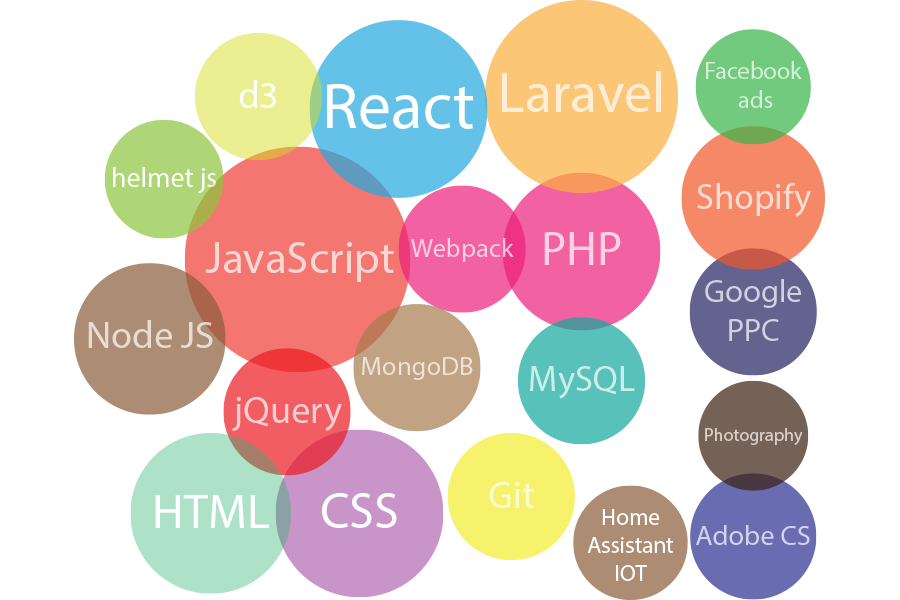 d3
React
Laravel
Facebook
ads
helmet js
JavaScript
Webpack
PHP
Shopify
Node JS
MongoDB
MySQL
Google
PPC
jQuery
Photography
HTML
CSS
Git
Home
Assistant
IOT
Adobe CS